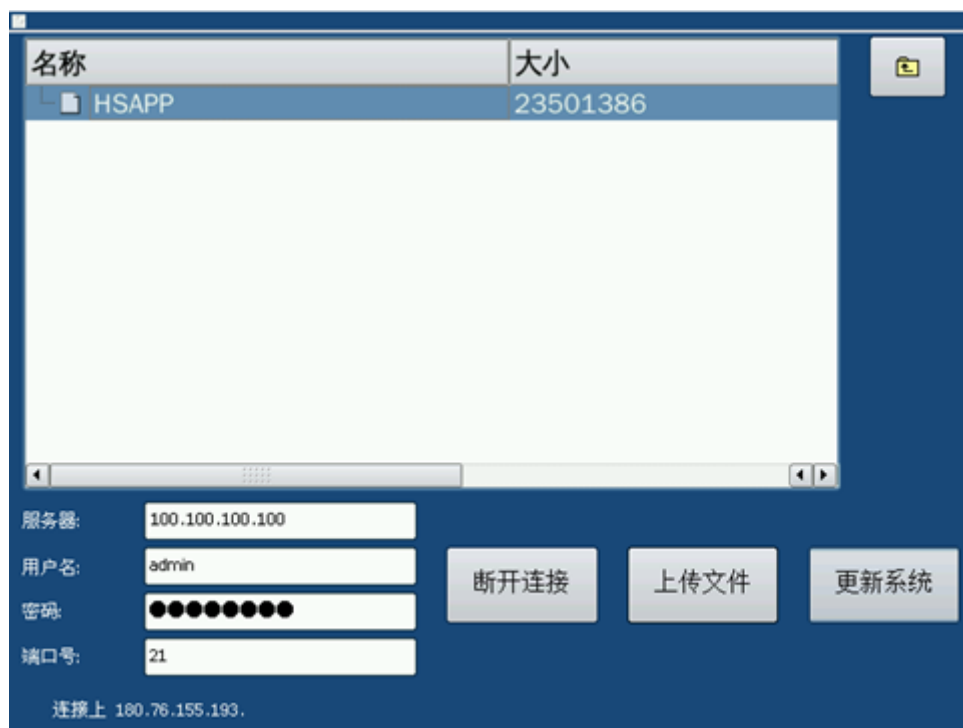 名称 大小
HSAPP 23501386
服务器: 100.100.100.100
用户名: admin
密码: ●●●●●●●●
断开连接 上传文件 更新系统
端口号: 21
连接上 180.76.155.193.